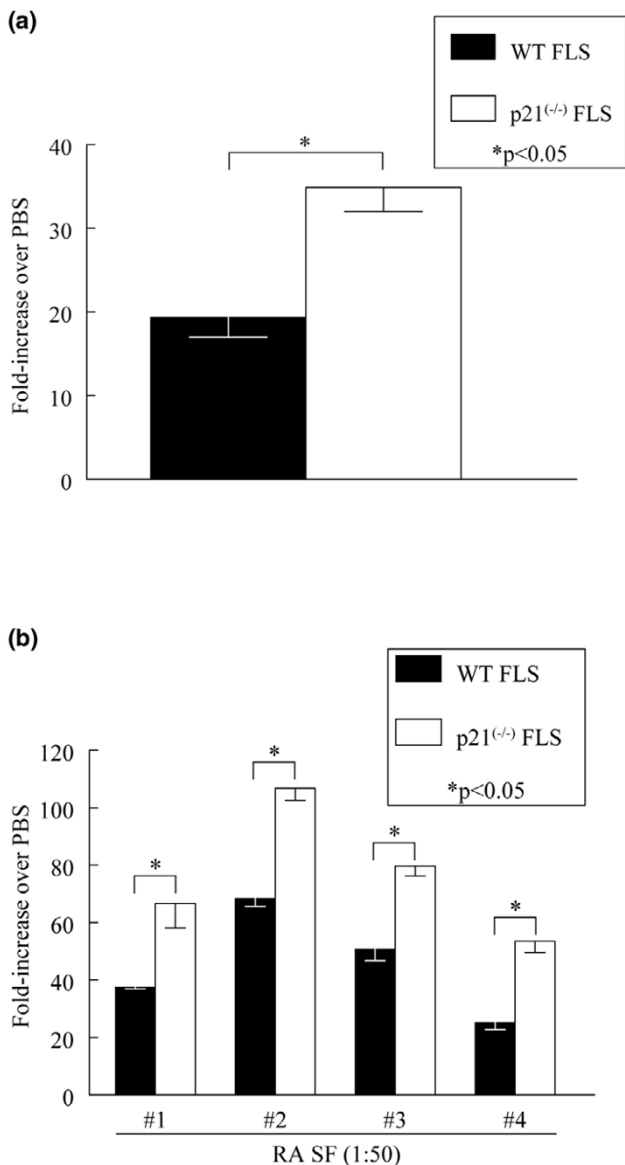 (a)
WT FLS
p21(-/-) FLS
*p<0.05
Fold-increase over PBS
40
30
20
10
0
*
(b)
WT FLS
p21(-/-) FLS
*p<0.05
Fold-increase over PBS
120
100
80
60
40
20
0
*
*
*
*
#1 #2 #3 #4
RA SF (1:50)